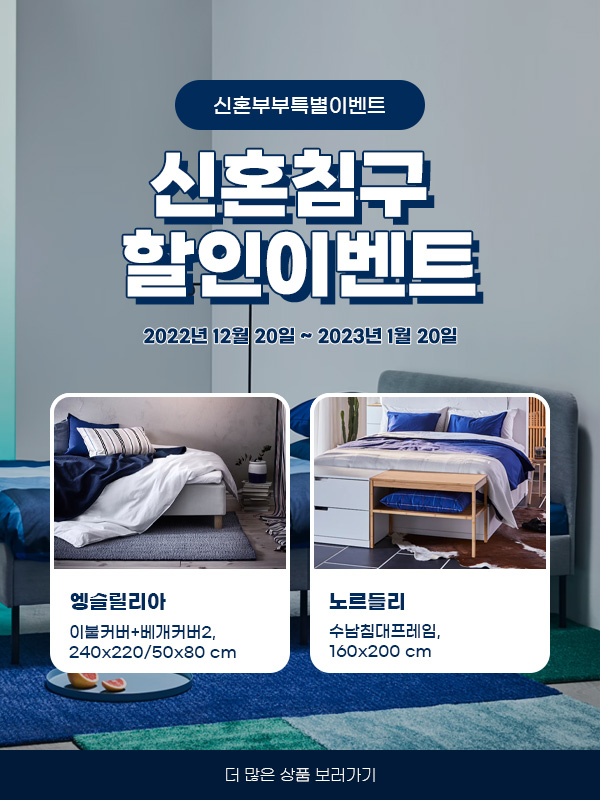 신혼부부특별이벤트
신혼침구
할인이벤트
2022년 12월 20일 ~ 2023년 1월 20일
엥슬릴리아
이불커버+베개커버2,
240x220/50x80 cm
노르들리
수납침대프레임,
160x200 cm
더 많은 상품 보러가기